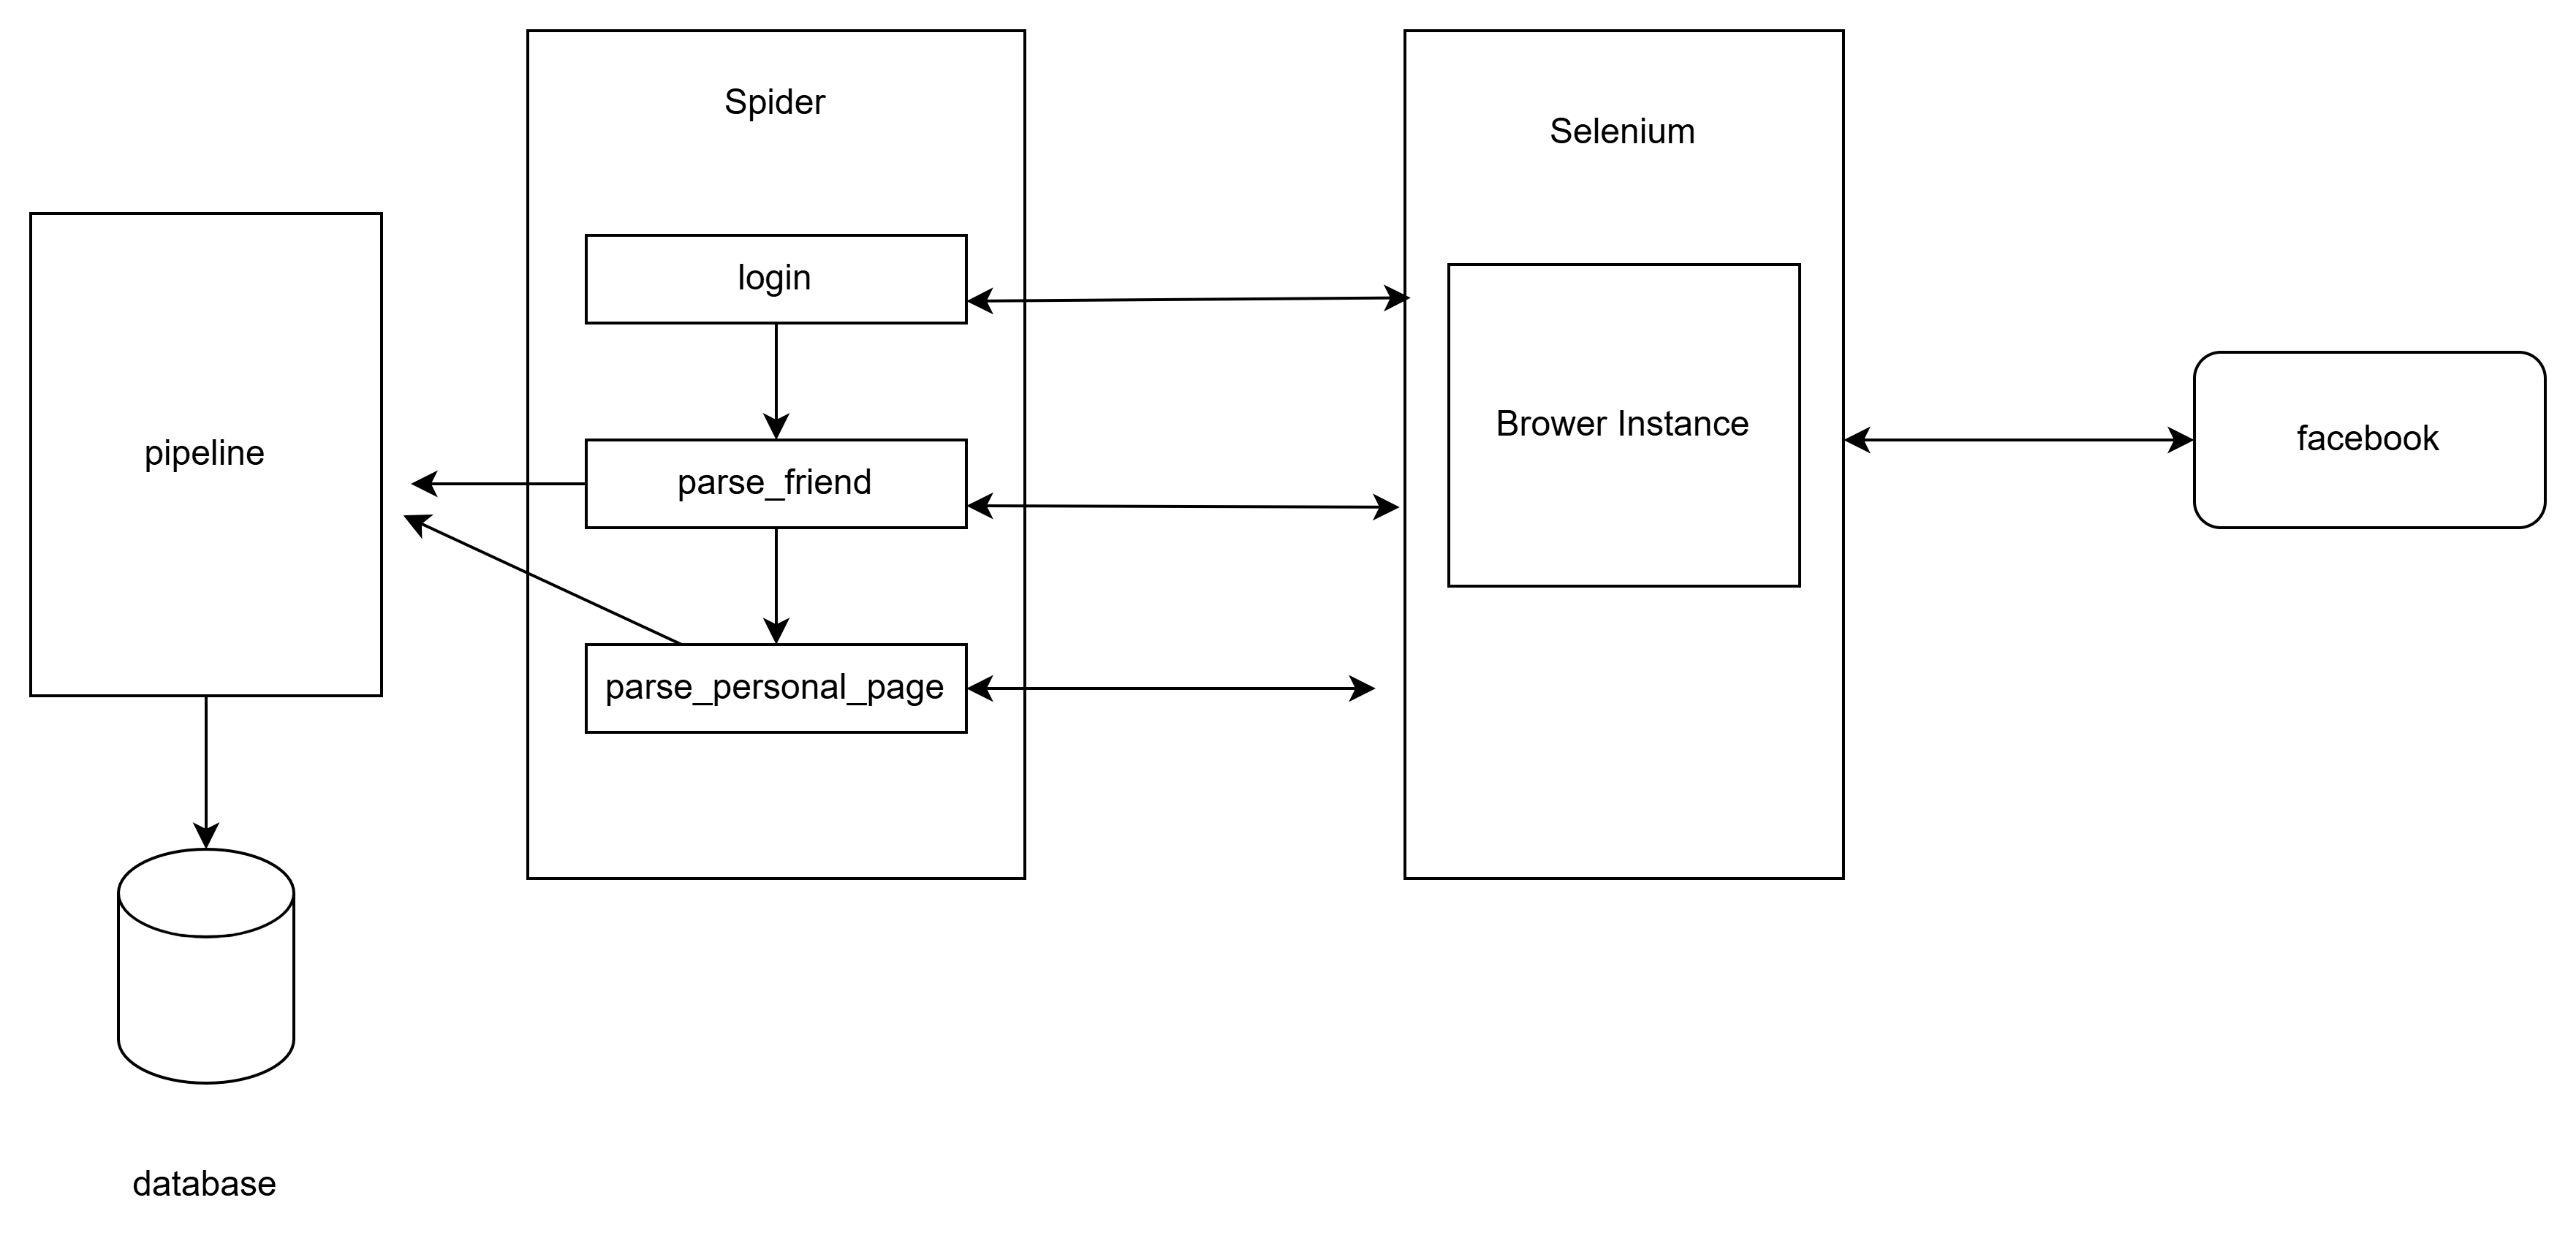 Spider
Selenium
login
Brower Instance
facebook
pipeline
parse_friend
parse_personal_page
database